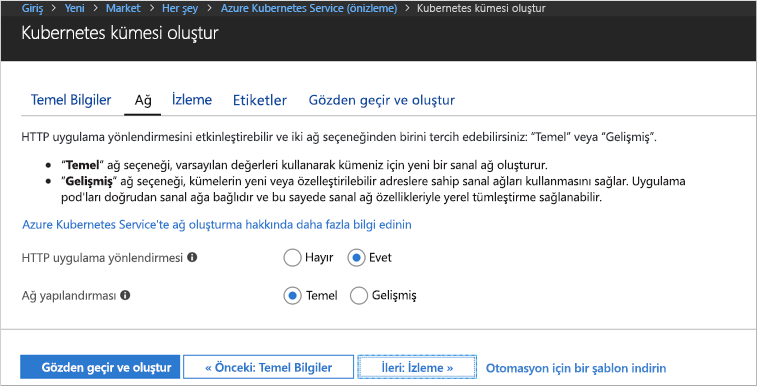 Giriş > Yeni > Market > Her şey > Azure Kubernetes Service (önizleme) > Kubernetes kümesi oluştur
Kubernetes kümesi oluştur
Temel Bilgiler Ağ İzleme Etiketler Gözden geçir ve oluştur
HTTP uygulama yönlendirmesini etkinleştirebilir ve iki ağ seçeneğinden birini tercih edebilirsiniz: “Temel” veya “Gelişmiş”.
• “Temel” ağ seçeneği, varsayılan değerleri kullanarak kümeniz için yeni bir sanal ağ oluşturur.
• “Gelişmiş” ağ seçeneği, kümelerin yeni veya özelleştirilebilir adreslere sahip sanal ağları kullanmasını sağlar. Uygulama
pod'ları doğrudan sanal ağa bağlıdır ve bu sayede sanal ağ özellikleriyle yerel tümleştirme sağlanabilir.
Azure Kubernetes Service'te ağ oluşturma hakkında daha fazla bilgi edinin
HTTP uygulama yönlendirmesi Hayır Evet
Ağ yapılandırması Temel Gelişmiş
Gözden geçir ve oluştur « Önceki: Temel Bilgiler İleri: İzleme » Otomasyon için bir şablon indirin